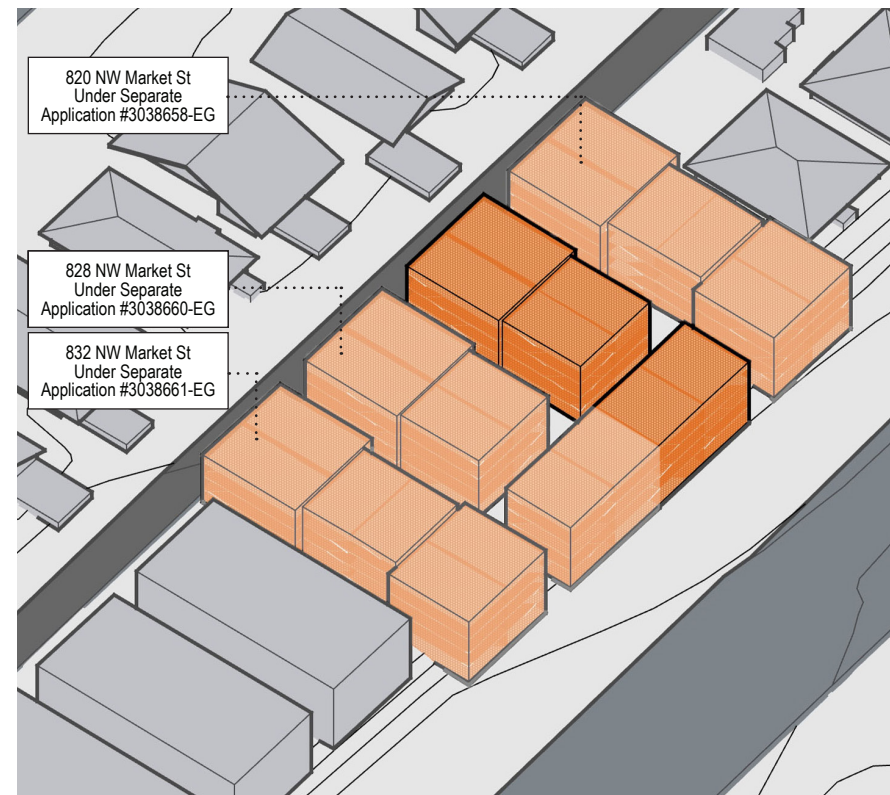 820 NW Market St
Under Separate
Application #3038658-EG
828 NW Market St
Under Separate
Application #3038660-EG
832 NW Market St
Under Separate
Application #3038661-EG